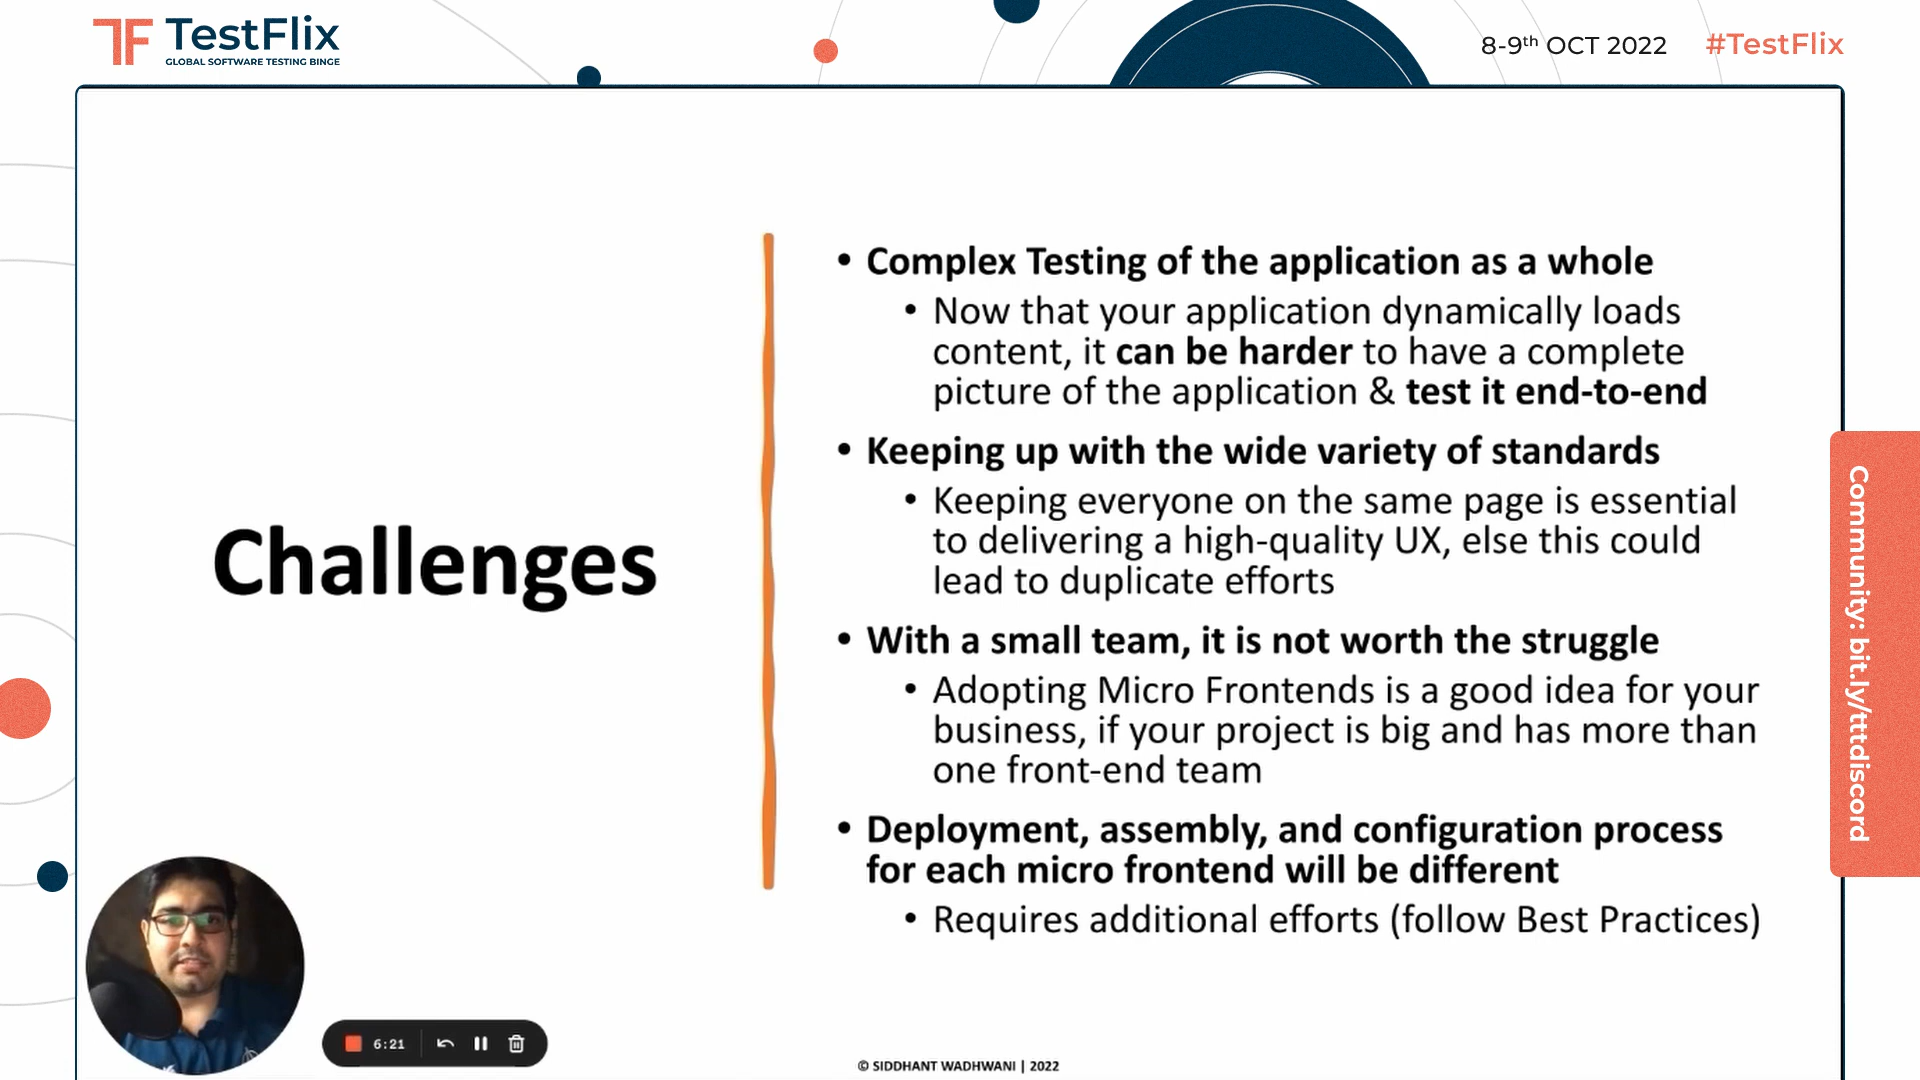 TF TestFlix
GLOBAL SOFTWARE TESTING BINGE
8-9th OCT 2022 #TestFlix
Challenges
• Complex Testing of the application as a whole
• Now that your application dynamically loads
content, it can be harder to have a complete
picture of the application & test it end-to-end
• Keeping up with the wide variety of standards
• Keeping everyone on the same page is essential
to delivering a high-quality UX, else this could
lead to duplicate efforts
• With a small team, it is not worth the struggle
• Adopting Micro Frontends is a good idea for your
business, if your project is big and has more than
one front-end team
• Deployment, assembly, and configuration process
for each micro frontend will be different
• Requires additional efforts (follow Best Practices)
Community: bit.ly/tttdiscord
6:21
© SIDDHANT WADHWANI | 2022